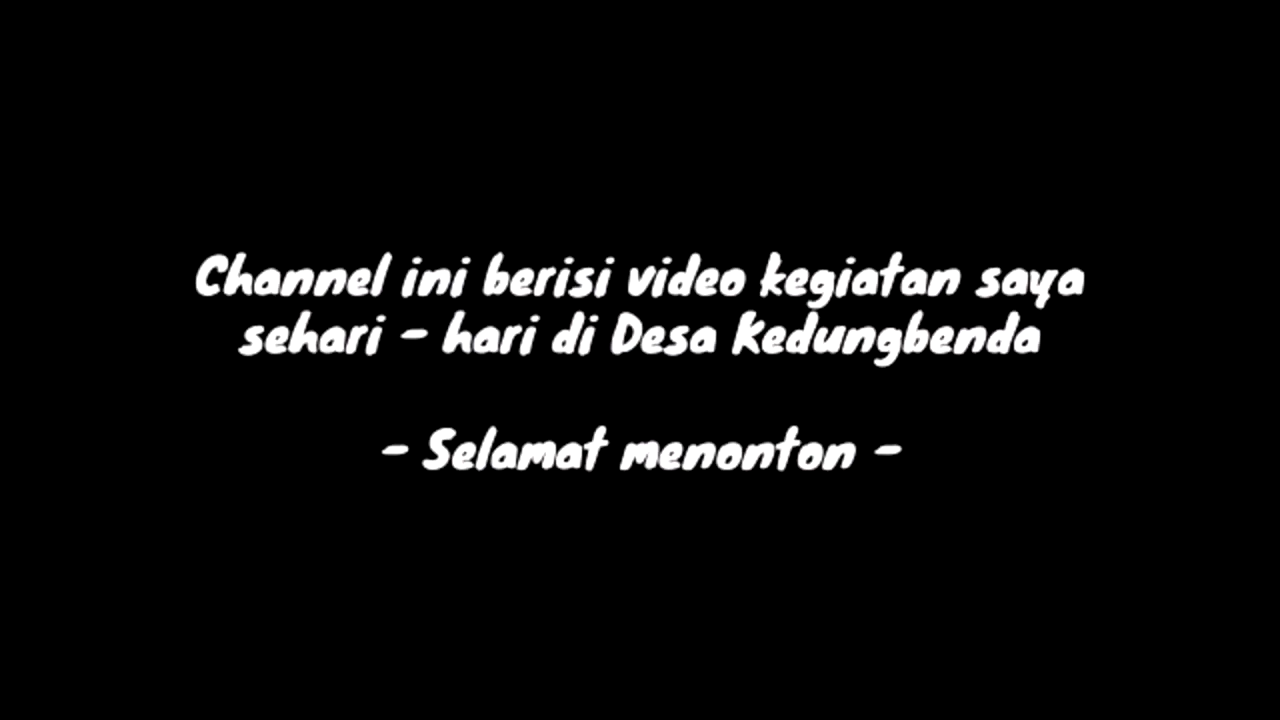 Channel ini berisi video kegiatan saya
sehari - hari di Desa Kedungbenda
- Selamat menonton -